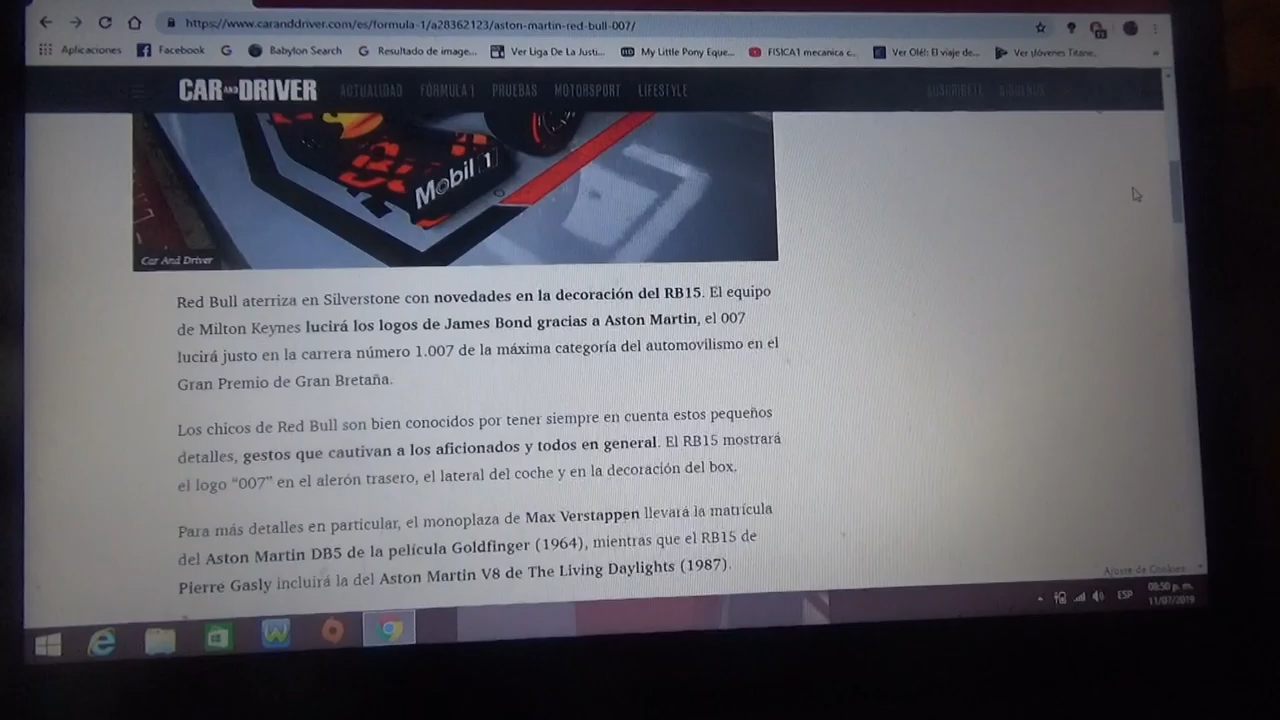 https://www.caranddriver.com/es/formula-1/a28362123/aston-martin-red-bull-007/
Aplicaciones Facebook Babylon Search Resultado de image... Ver Liga De La Justi... My Little Pony Eque... FISICA1 mecanica c... Ver Olé!: El viaje de... Ver Jóvenes Titane...
CAR AND DRIVER ACTUALIDAD FÓRMULA 1 PRUEBAS MOTORSPORT LIFESTYLE
Mobil 1
Car And Driver
Red Bull aterriza en Silverstone con novedades en la decoración del RB15. El equipo
de Milton Keynes lucirá los logos de James Bond gracias a Aston Martin, el 007
lucirá justo en la carrera número 1.007 de la máxima categoría del automovilismo en el
Gran Premio de Gran Bretaña.
Los chicos de Red Bull son bien conocidos por tener siempre en cuenta estos pequeños
detalles, gestos que cautivan a los aficionados y todos en general. El RB15 mostrará
el logo “007” en el alerón trasero, el lateral del coche y en la decoración del box.
Para más detalles en particular, el monoplaza de Max Verstappen llevará la matrícula
del Aston Martin DB5 de la película Goldfinger (1964), mientras que el RB15 de
Pierre Gasly incluirá la del Aston Martin V8 de The Living Daylights (1987).
Ajuste de Cookies
ESP
08:50 p. m.
11/07/2019